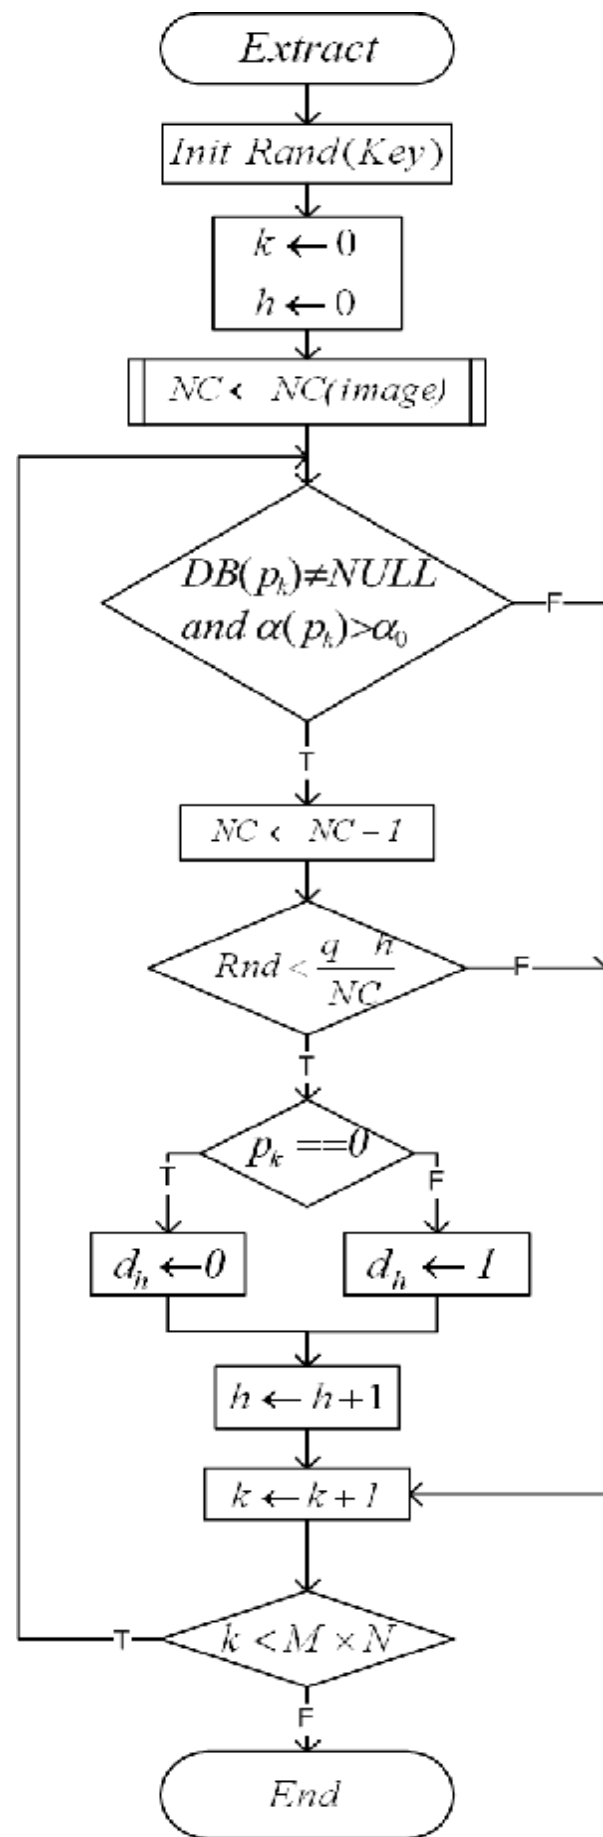 Extract
Init Rand(Key)
k ← 0
h ← 0
NC ← NC(image)
DB(pₖ)≠NULL
and α(pₖ)>α₀
F
T
NC ← NC - 1
Rnd < q h
NC
F
T
pₖ ==0
T
F
dₕ ←0
dₕ ← 1
h ← h+1
k ← k+1
k < M × N
T
F
End